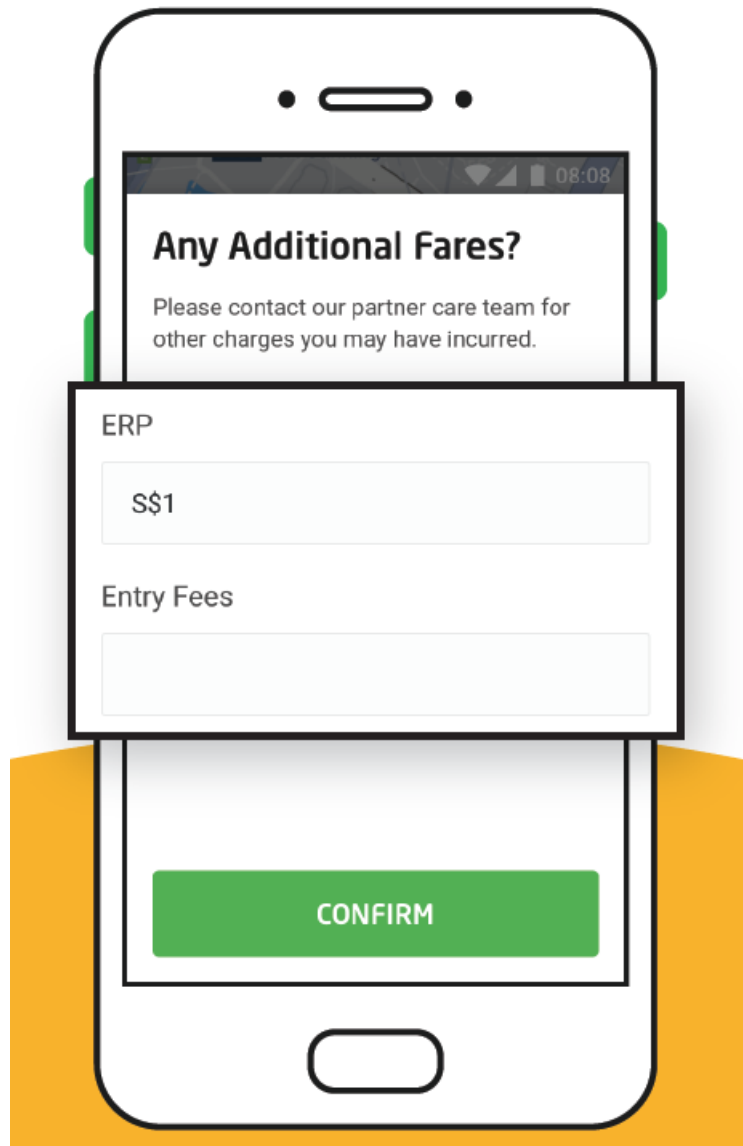 08:08
Any Additional Fares?
Please contact our partner care team for
other charges you may have incurred.
ERP
S$1
Entry Fees
CONFIRM